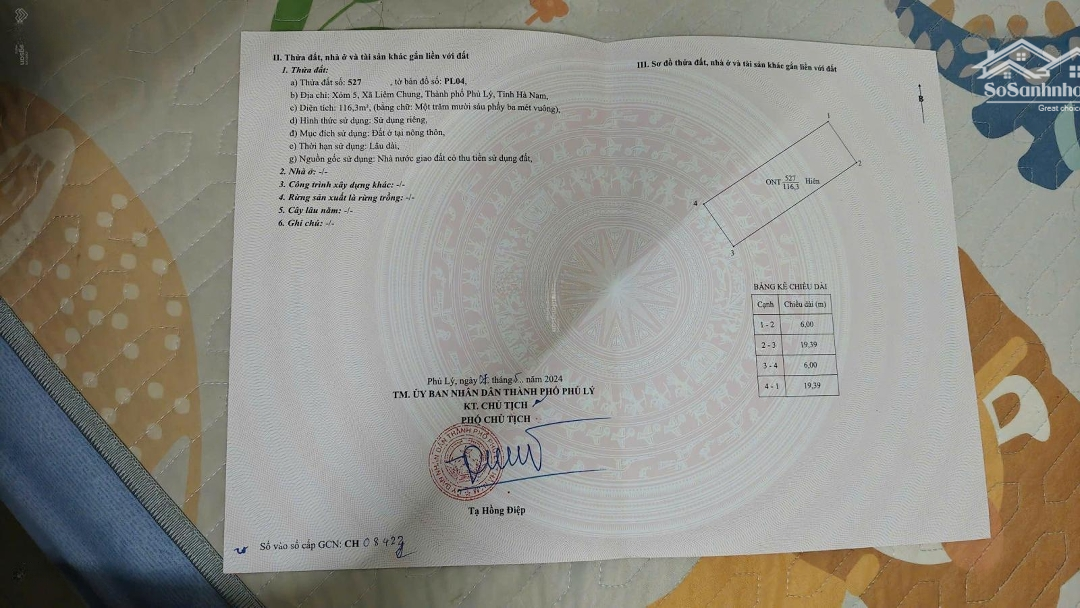 II. Thửa đất, nhà ở và tài sản khác gắn liền với đất
1. Thửa đất:
a) Thửa đất số: 527 , tờ bản đồ số: PL04,
b) Địa chỉ: Xóm 5, Xã Liêm Chung, Thành phố Phủ Lý, Tỉnh Hà Nam,
c) Diện tích: 116,3m², (bằng chữ: Một trăm mười sáu phẩy ba mét vuông),
d) Hình thức sử dụng: Sử dụng riêng,
đ) Mục đích sử dụng: Đất ở tại nông thôn,
e) Thời hạn sử dụng: Lâu dài,
g) Nguồn gốc sử dụng: Nhà nước giao đất có thu tiền sử dụng đất,
2. Nhà ở: -/-
3. Công trình xây dựng khác: -/-
4. Rừng sản xuất là rừng trồng: -/-
5. Cây lâu năm: -/-
6. Ghi chú: -/-
Phủ Lý, ngày tháng 5 năm 2024
TM. ỦY BAN NHÂN DÂN THÀNH PHỐ PHỦ LÝ
KT. CHỦ TỊCH
PHÓ CHỦ TỊCH
Tạ Hồng Điệp
Số vào sổ cấp GCN: CH 0842
III. Sơ đồ thửa đất, nhà ở và tài sản khác gắn liền với đất
SoSanhnha
Great choice
B
1
2
ONT 527 Hiên
116,3
4
3
BẢNG KÊ CHIỀU DÀI
Cạnh Chiều dài (m)
1 - 2 6,00
2 - 3 19,39
3 - 4 6,00
4 - 1 19,39